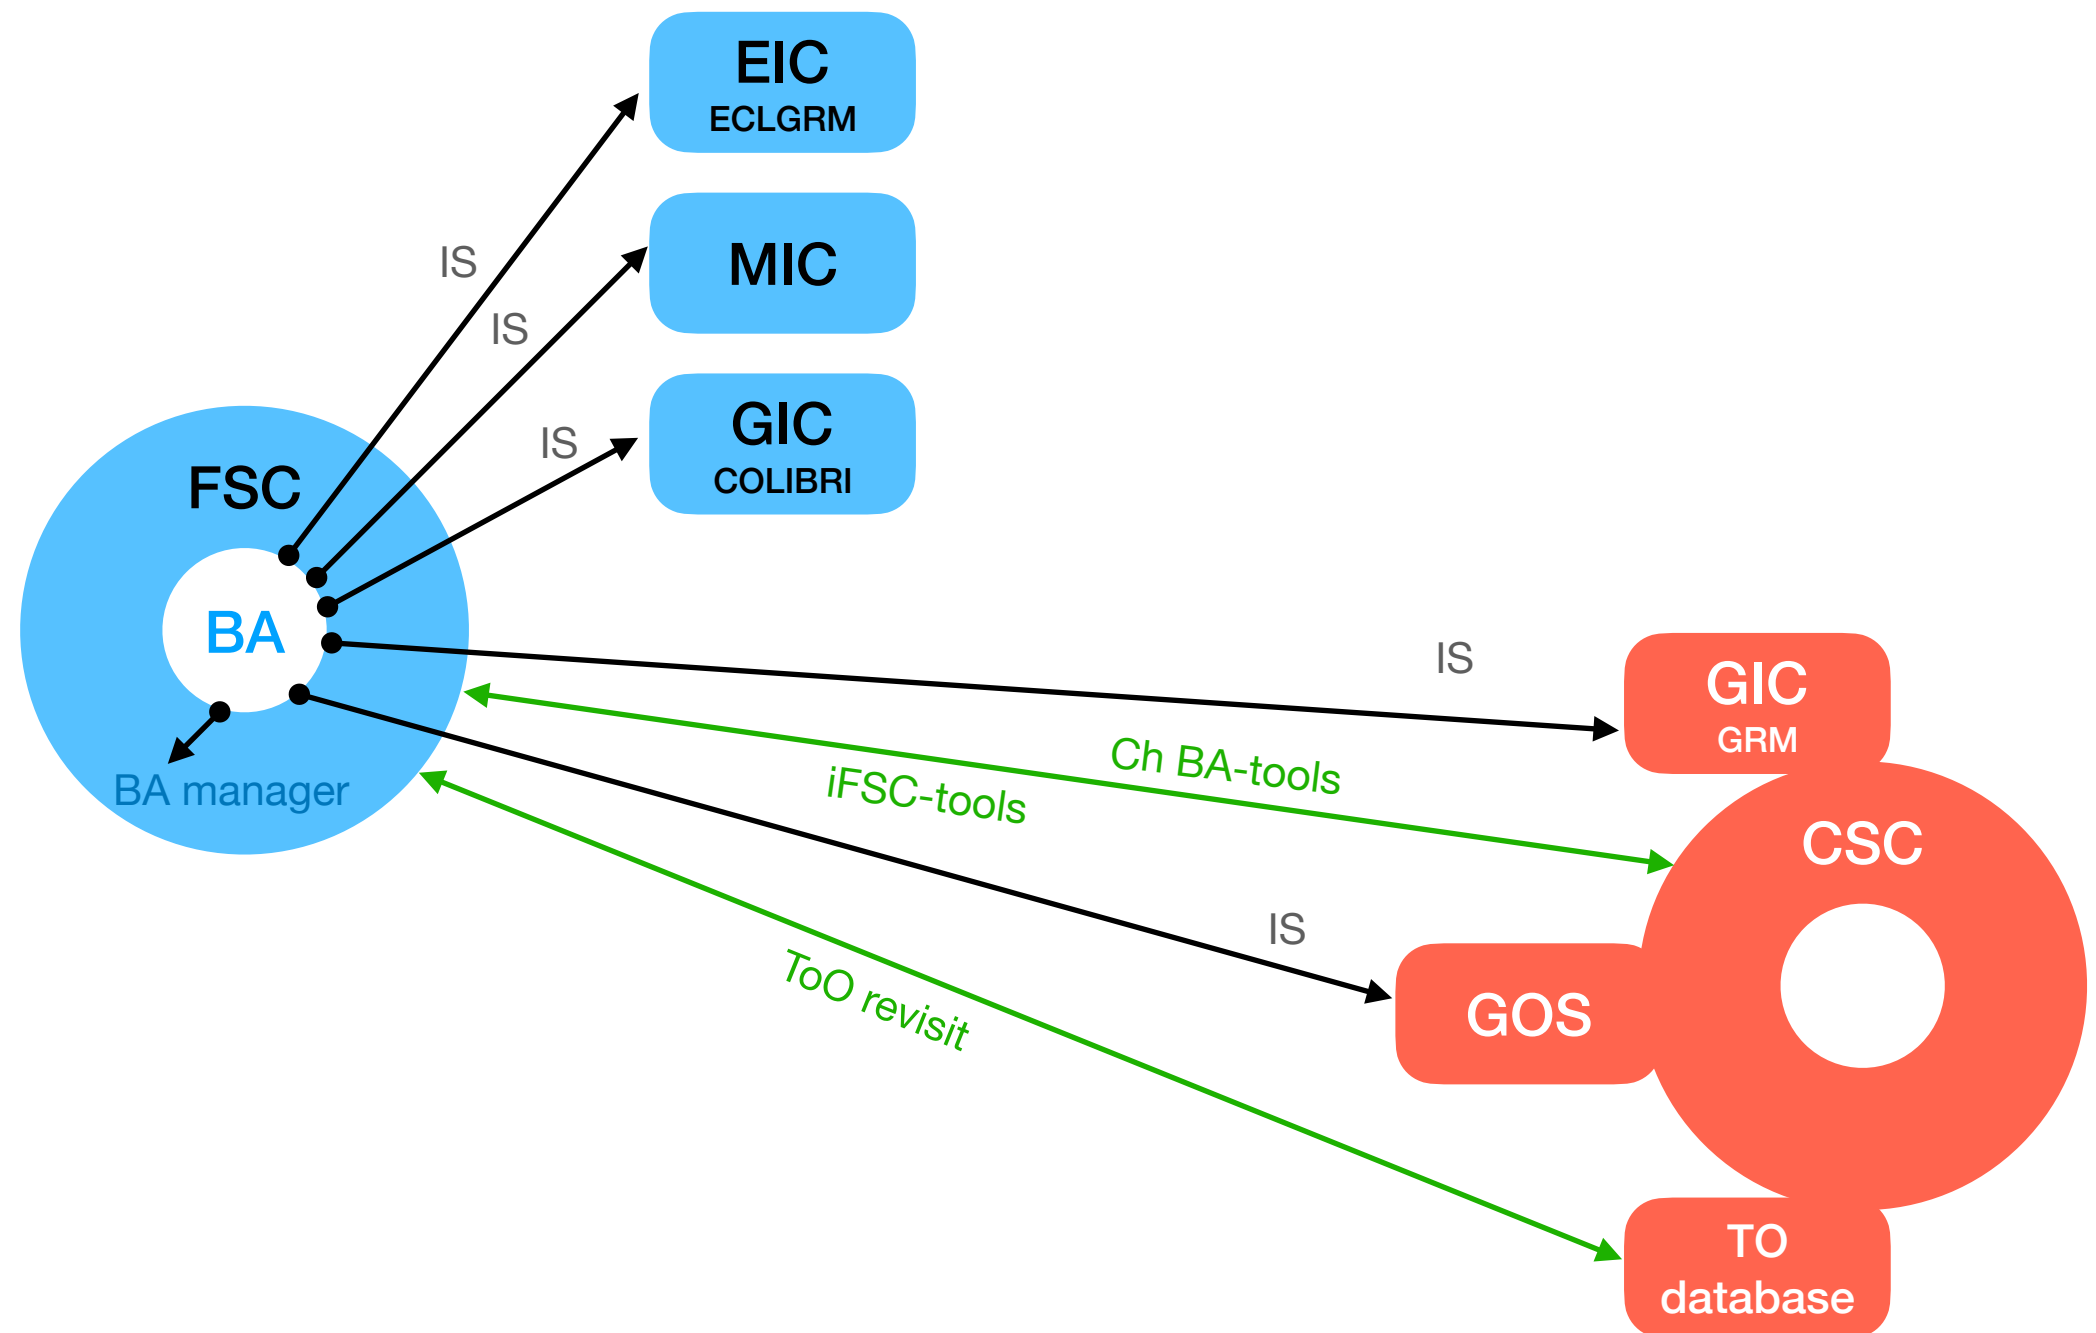 EIC
ECLGRM
IS
MIC
IS
GIC
COLIBRI
IS
FSC
BA
BA manager
IS
GIC
GRM
Ch BA-tools
iFSC-tools
CSC
IS
GOS
ToO revisit
TO
database